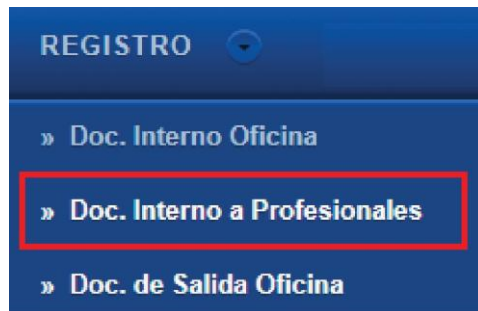 REGISTRO
» Doc. Interno Oficina
» Doc. Interno a Profesionales
» Doc. de Salida Oficina